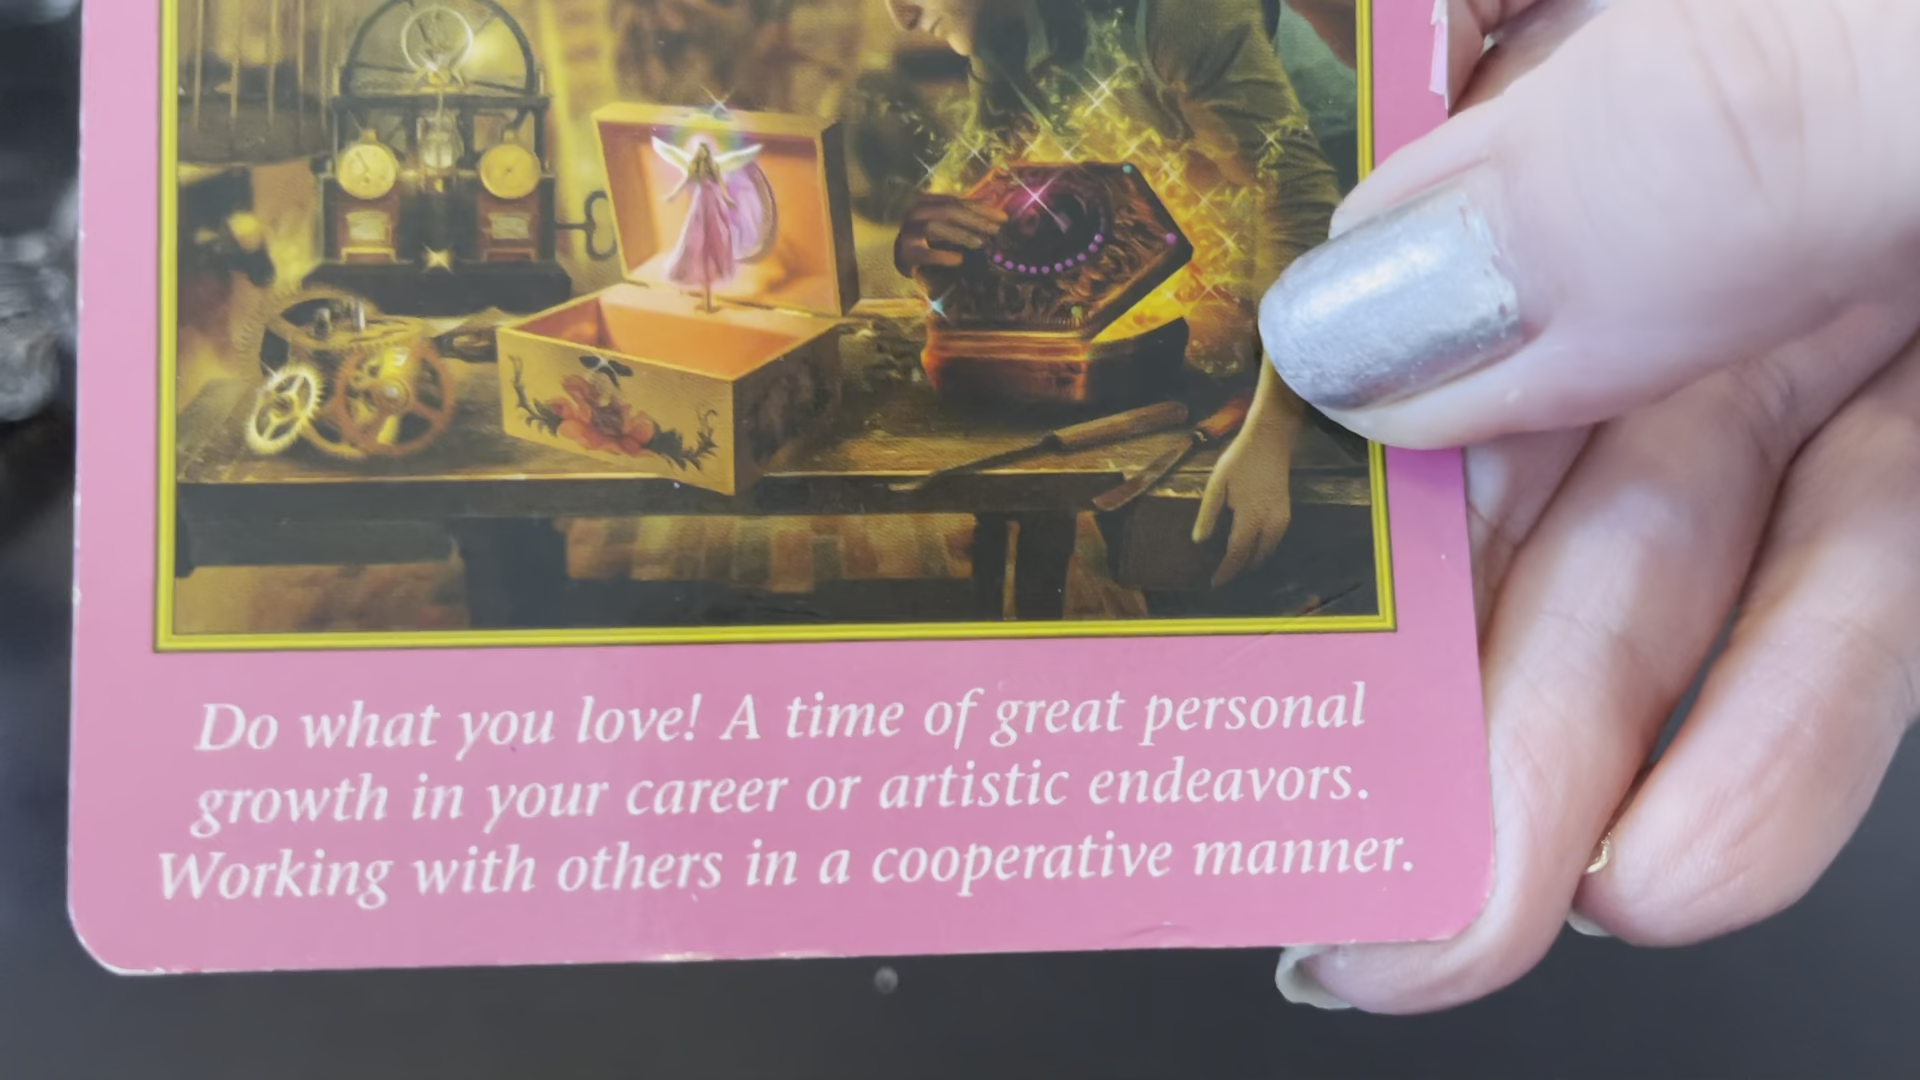 Do what you love! A time of great personal
growth in your career or artistic endeavors.
Working with others in a cooperative manner.